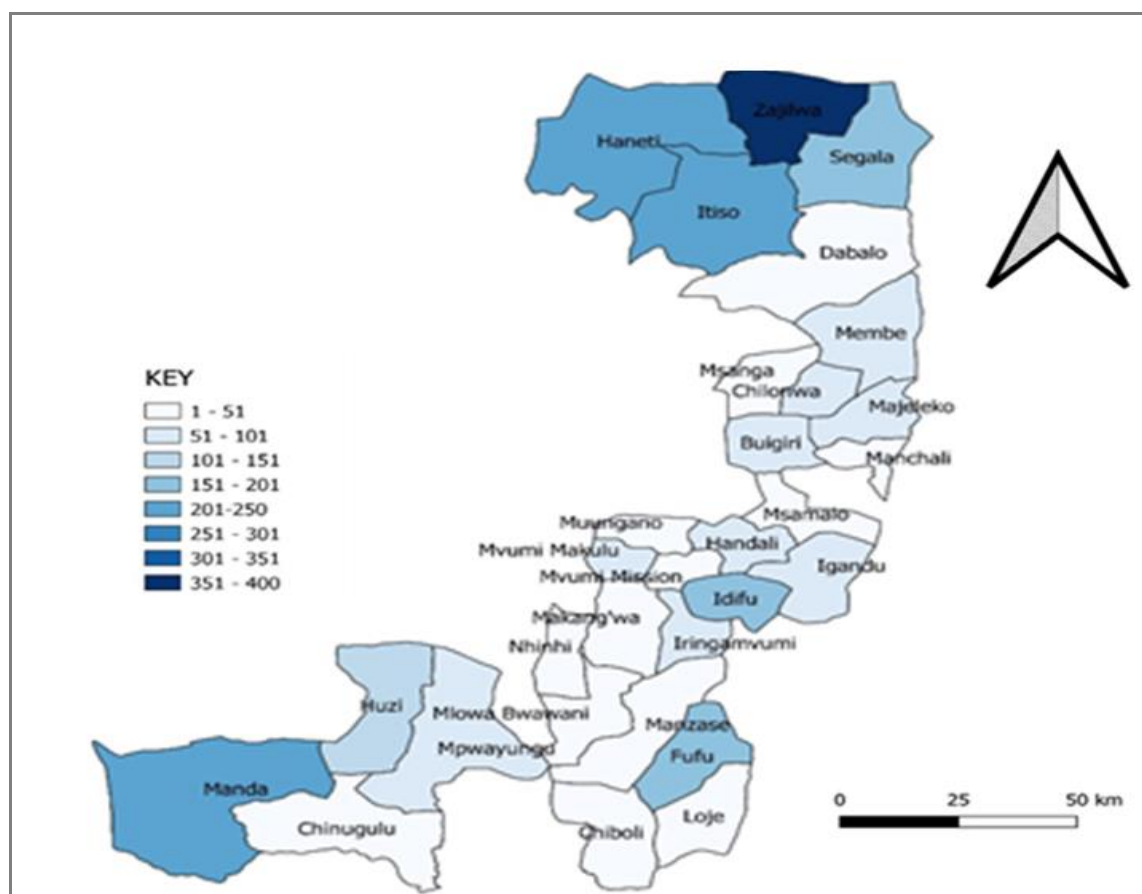 Zajilwa
Haneti
Segala
Itiso
Dabalo
Membe
Msanga
Chilonwa
Majeleko
Buigiri
Manchali
KEY
1 - 51
51 - 101
101 - 151
151 - 201
201-250
251 - 301
301 - 351
351 - 400
Msamalo
Muungano
Handali
Mvumi Makulu
Igandu
Mvumi Mission
Idifu
Makang'wa
Nhinhi
Iringamvumi
Huzi
Mlowa Bwawani
Manzase
Mpwayungu
Fufu
Manda
Chinugulu
Chiboli
Loje
0 25 50 km